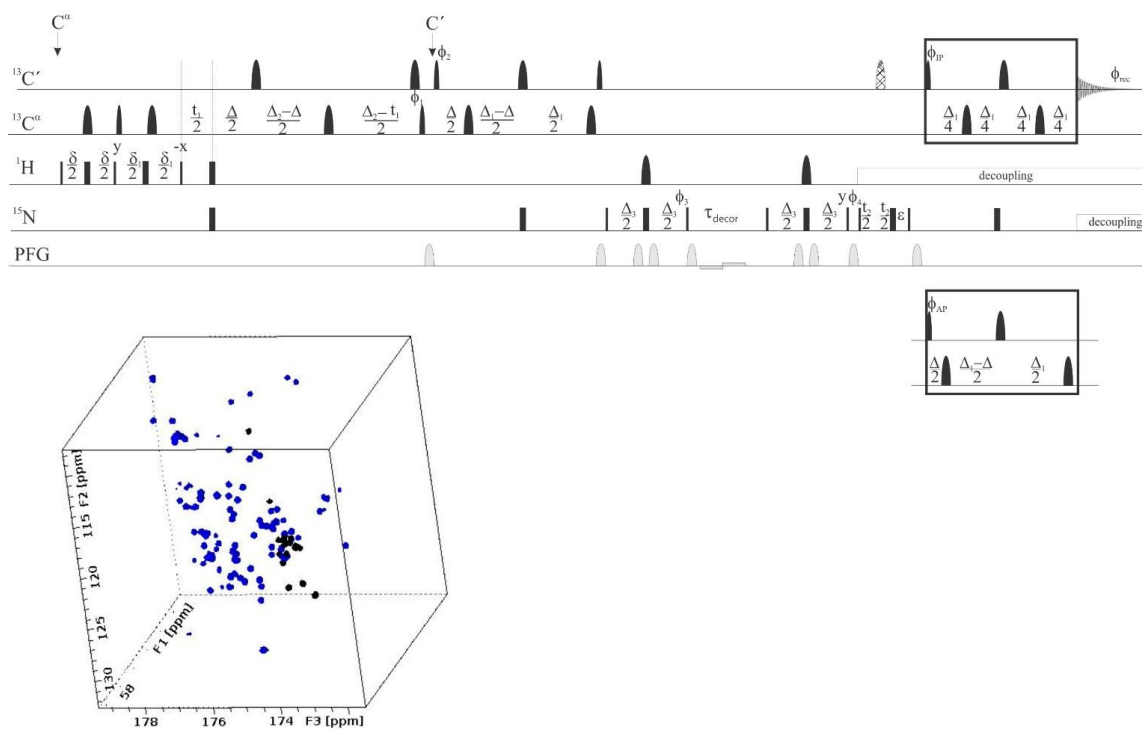 Cα C′
ϕ2 ϕIP
13C′ ϕrec
ϕ1
13Cα t1/2 Δ/2 Δ2−Δ/2 Δ2−t1/2 Δ/2 Δ1−Δ/2 Δ1/2 Δ1/4 Δ1/4 Δ1/4 Δ1/4
y -x
1H δ/2 δ/2 δ1/2 δ1/2 decoupling
ϕ3 y ϕ4
15N Δ3/2 Δ3/2 τdecor Δ3/2 Δ3/2 t2/2 t2/2 ε decoupling
PFG
ϕAP
Δ/2 Δ1−Δ/2 Δ1/2
F2 [ppm]
115
120
125
130
F1 [ppm]
58
178 176 174 F3 [ppm]